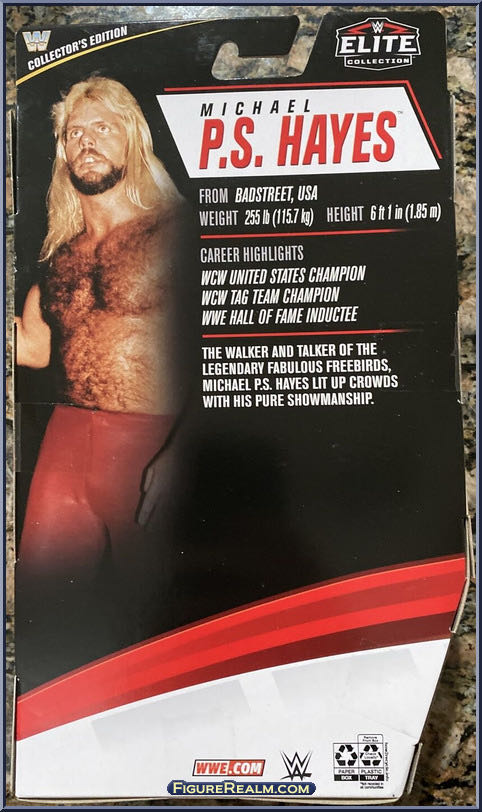 COLLECTOR'S EDITION
ELITE
COLLECTION
MICHAEL
P.S. HAYES™
FROM BADSTREET, USA
WEIGHT 255 lb (115.7 kg) HEIGHT 6 ft 1 in (1.85 m)
CAREER HIGHLIGHTS
WCW UNITED STATES CHAMPION
WCW TAG TEAM CHAMPION
WWE HALL OF FAME INDUCTEE
THE WALKER AND TALKER OF THE
LEGENDARY FABULOUS FREEBIRDS,
MICHAEL P.S. HAYES LIT UP CROWDS
WITH HIS PURE SHOWMANSHIP.
WWE.COM
PAPER PLASTIC
BOX TRAY
FIGUREREALM.COM